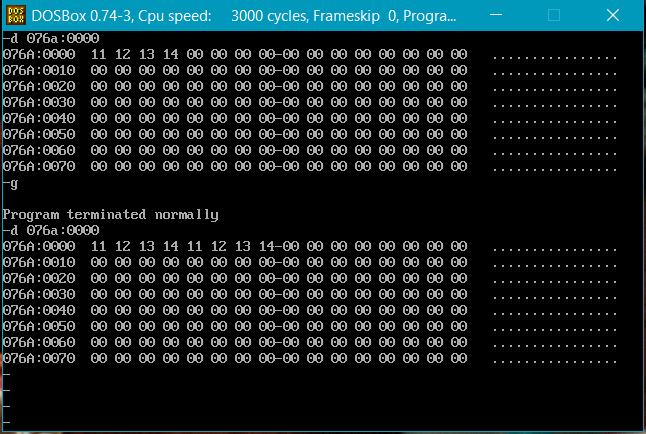 DOS
BOX
DOSBox 0.74-3, Cpu speed:    3000 cycles, Frameskip  0, Progra...
-d 076a:0000
076A:0000  11 12 13 14 00 00 00 00-00 00 00 00 00 00 00 00   ................
076A:0010  00 00 00 00 00 00 00 00-00 00 00 00 00 00 00 00   ................
076A:0020  00 00 00 00 00 00 00 00-00 00 00 00 00 00 00 00   ................
076A:0030  00 00 00 00 00 00 00 00-00 00 00 00 00 00 00 00   ................
076A:0040  00 00 00 00 00 00 00 00-00 00 00 00 00 00 00 00   ................
076A:0050  00 00 00 00 00 00 00 00-00 00 00 00 00 00 00 00   ................
076A:0060  00 00 00 00 00 00 00 00-00 00 00 00 00 00 00 00   ................
076A:0070  00 00 00 00 00 00 00 00-00 00 00 00 00 00 00 00   ................
-g
Program terminated normally
-d 076a:0000
076A:0000  11 12 13 14 11 12 13 14-00 00 00 00 00 00 00 00   ................
076A:0010  00 00 00 00 00 00 00 00-00 00 00 00 00 00 00 00   ................
076A:0020  00 00 00 00 00 00 00 00-00 00 00 00 00 00 00 00   ................
076A:0030  00 00 00 00 00 00 00 00-00 00 00 00 00 00 00 00   ................
076A:0040  00 00 00 00 00 00 00 00-00 00 00 00 00 00 00 00   ................
076A:0050  00 00 00 00 00 00 00 00-00 00 00 00 00 00 00 00   ................
076A:0060  00 00 00 00 00 00 00 00-00 00 00 00 00 00 00 00   ................
076A:0070  00 00 00 00 00 00 00 00-00 00 00 00 00 00 00 00   ................
-
-
-
-